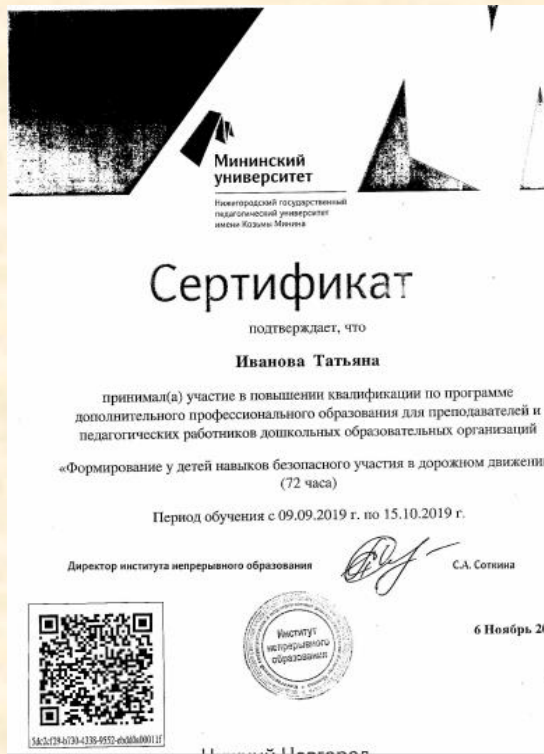 Мининский
университет
Нижегородский государственный
педагогический университет
имени Козьмы Минина
Сертификат
подтверждает, что
Иванова Татьяна
принимал(а) участие в повышении квалификации по программе
дополнительного профессионального образования для преподавателей и
педагогических работников дошкольных образовательных организаций
«Формирование у детей навыков безопасного участия в дорожном движени
(72 часа)
Период обучения с 09.09.2019 г. по 15.10.2019 г.
Директор института непрерывного образования
С.А. Соткина
Институт
непрерывного
образования
6 Ноябрь 20
Нижний Новгород